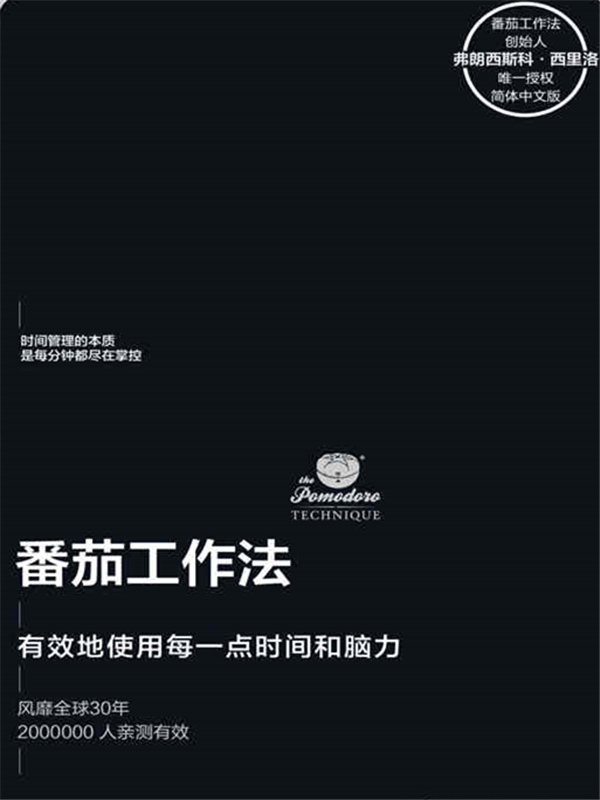 番茄工作法
创始人
弗朗西斯科·西里洛
唯一授权
简体中文版
时间管理的本质
是每分钟都尽在掌控
the
Pomodoro
TECHNIQUE
番茄工作法
有效地使用每一点时间和脑力
风靡全球30年
2000000 人亲测有效